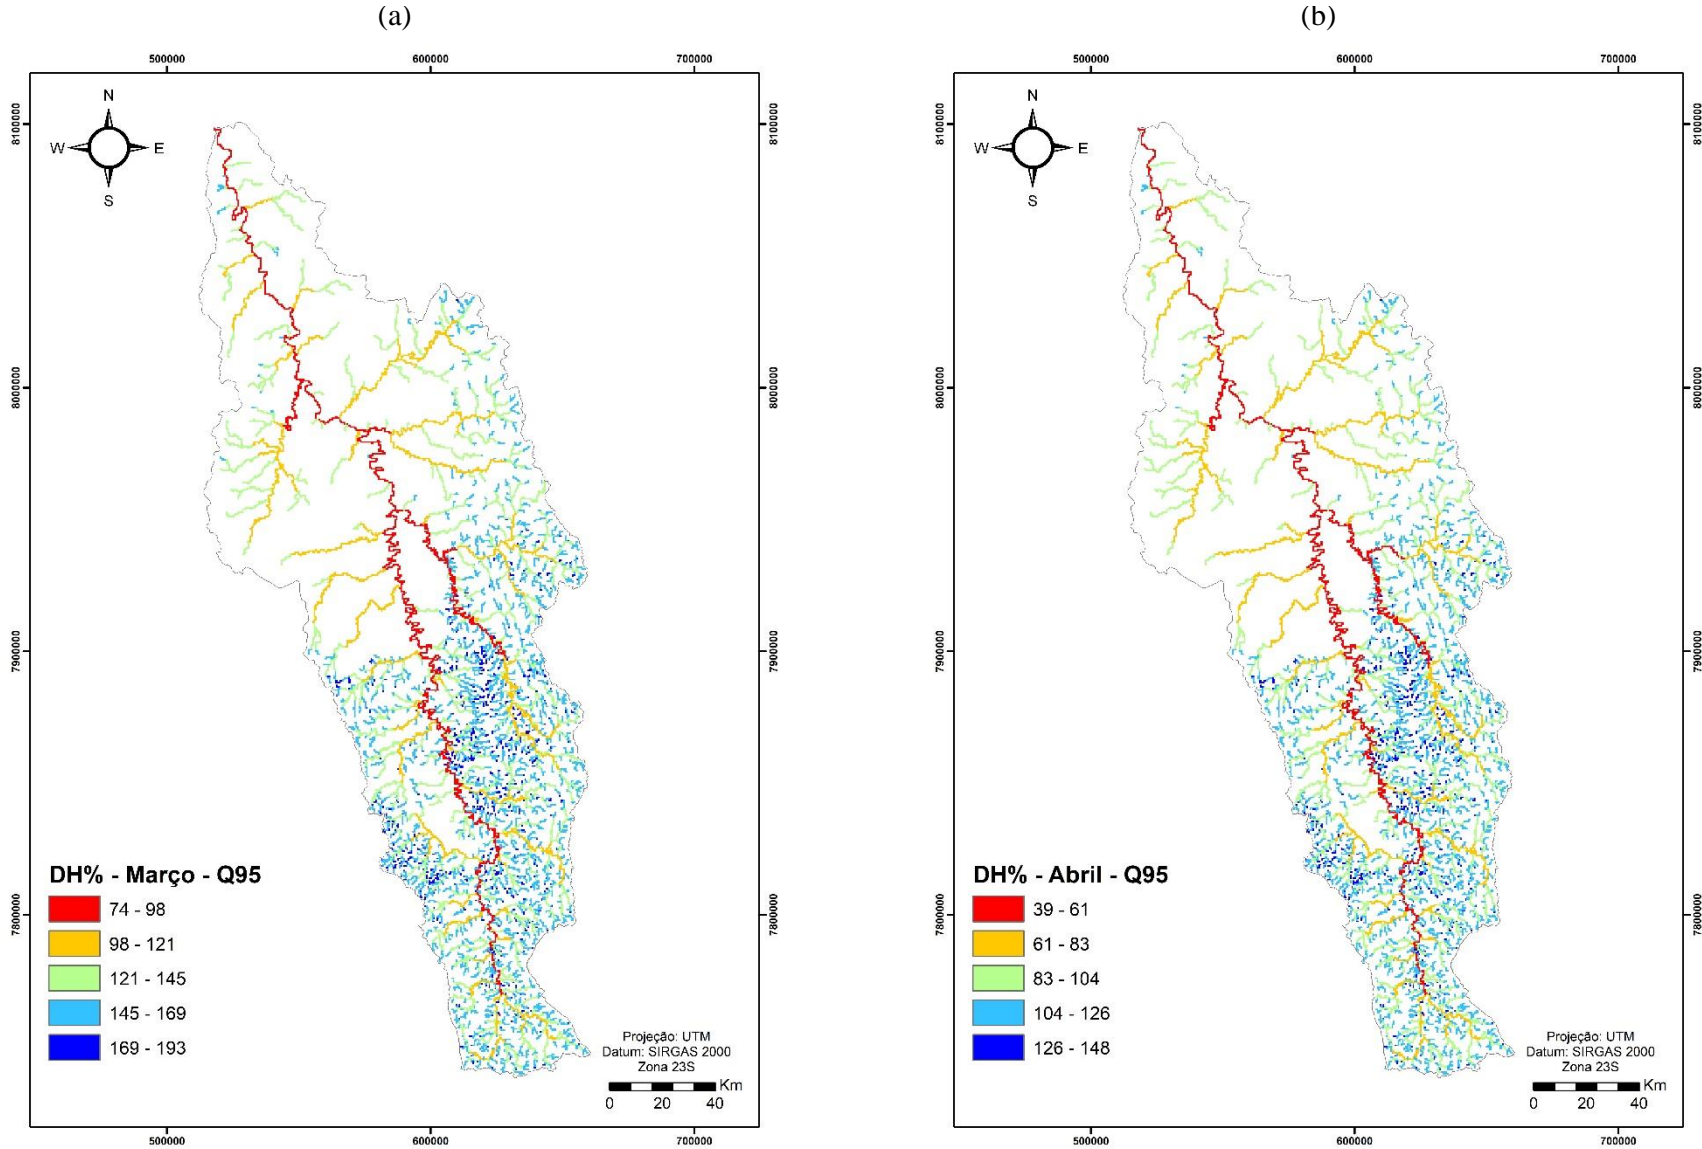 (a)
(b)
500000
600000
700000
8100000
8100000
8000000
8000000
7900000
7900000
7800000
7800000
N
W
E
S
DH% - Março - Q95
74 - 98
98 - 121
121 - 145
145 - 169
169 - 193
Projeção: UTM
Datum: SIRGAS 2000
Zona 23S
Km
0 20 40
500000
600000
700000
500000
600000
700000
8100000
8100000
8000000
8000000
7900000
7900000
7800000
7800000
N
W
E
S
DH% - Abril - Q95
39 - 61
61 - 83
83 - 104
104 - 126
126 - 148
Projeção: UTM
Datum: SIRGAS 2000
Zona 23S
Km
0 20 40
500000
600000
700000